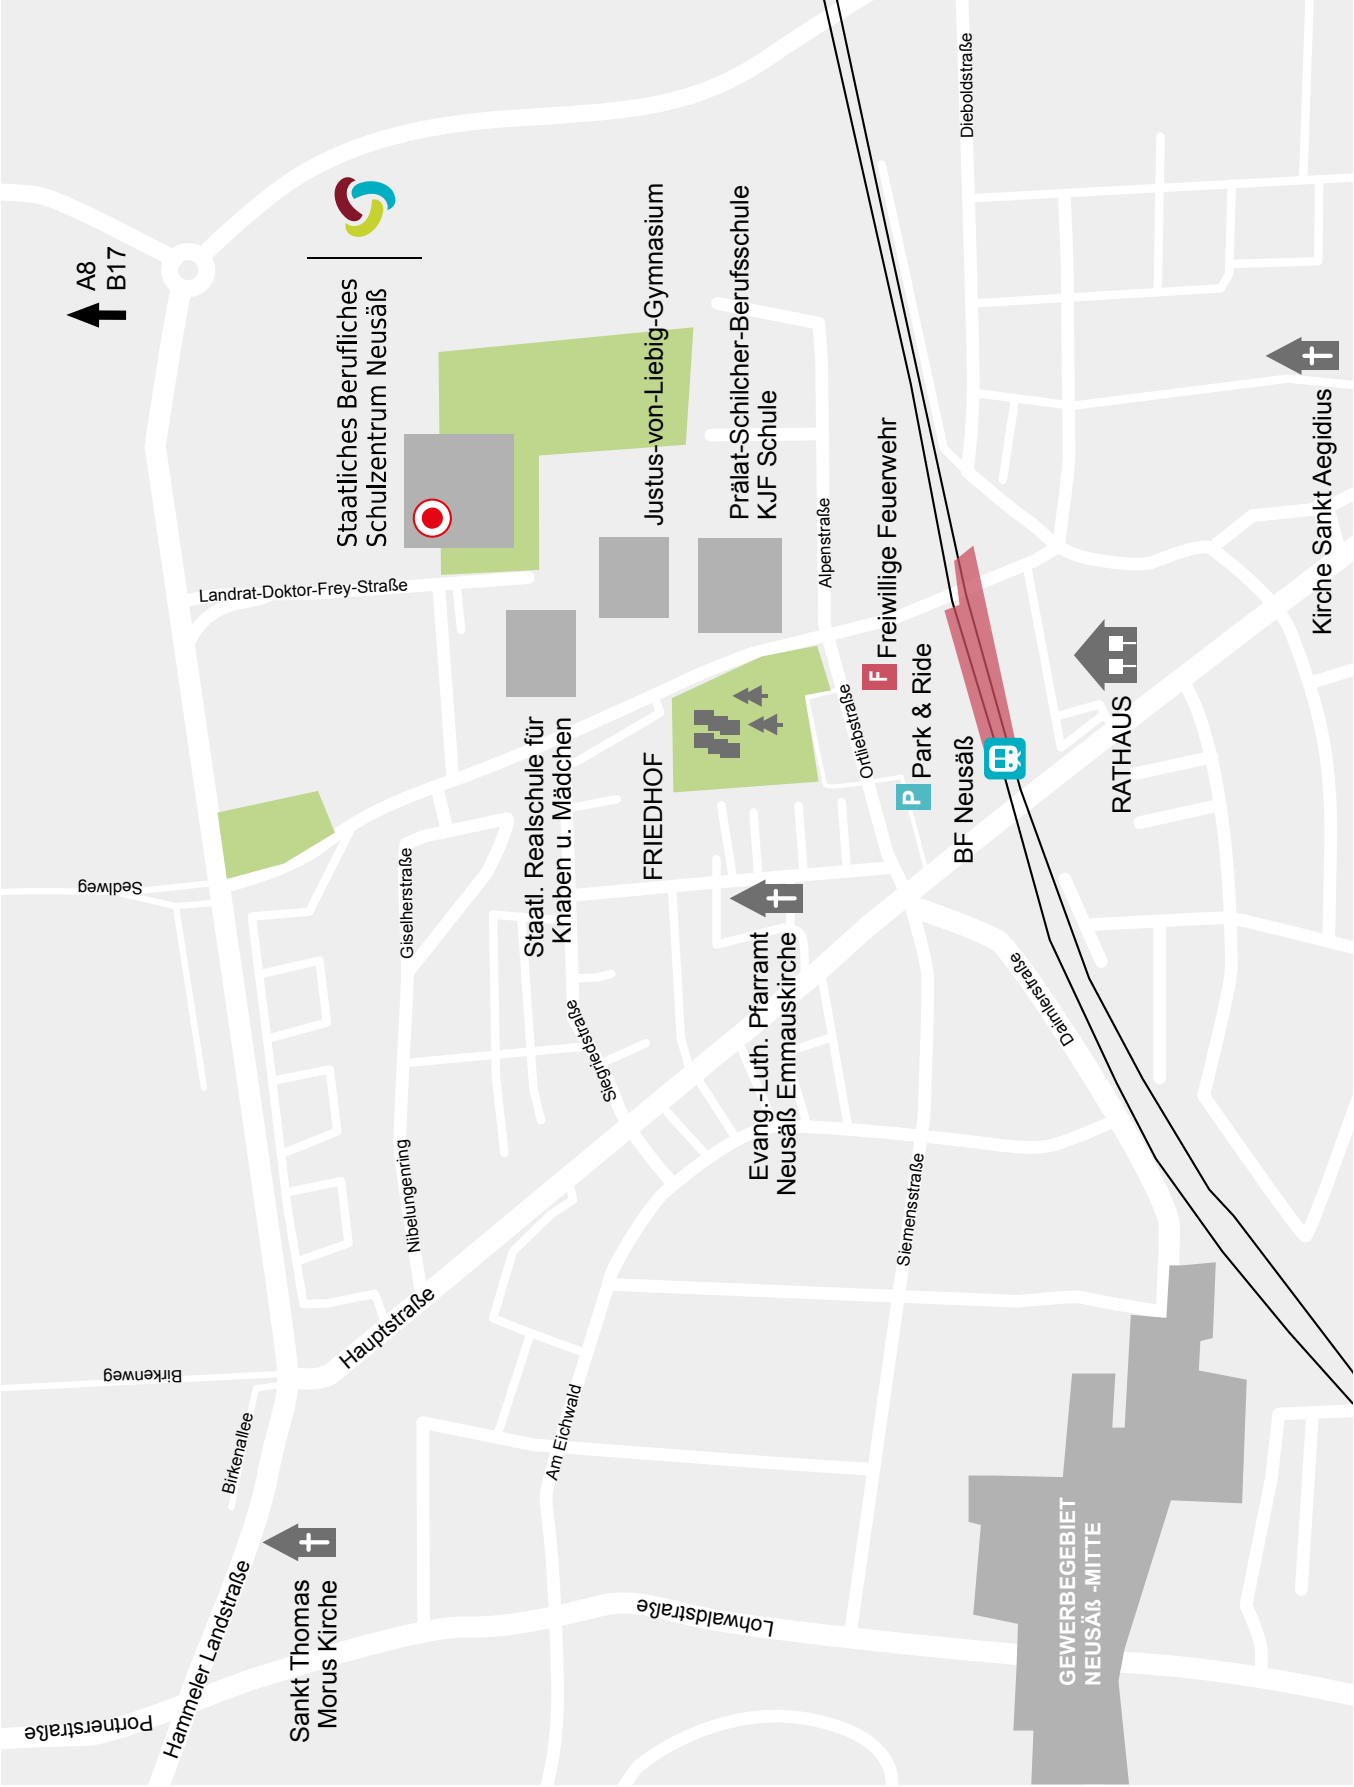 A8
B17
Staatliches Berufliches
Schulzentrum Neusäß
Landrat-Doktor-Frey-Straße
Justus-von-Liebig-Gymnasium
Prälat-Schilcher-Berufsschule
KJF Schule
Dieboldstraße
Alpenstraße
F
Freiwillige Feuerwehr
P
Park & Ride
Ortliebstraße
BF Neusäß
RATHAUS
Kirche Sankt Aegidius
Staatl. Realschule für
Knaben u. Mädchen
FRIEDHOF
Sedlweg
Giselherstraße
Siegriedstraße
Nibelungenring
Evang.-Luth. Pfarramt
Neusäß Emmauskirche
Daimlerstraße
Siemensstraße
Hauptstraße
Birkenweg
Birkenallee
Am Eichwald
Sankt Thomas
Morus Kirche
Hammeler Landstraße
Portnerstraße
Lohwaldstraße
GEWERBEGEBIET
NEUSÄß -MITTE